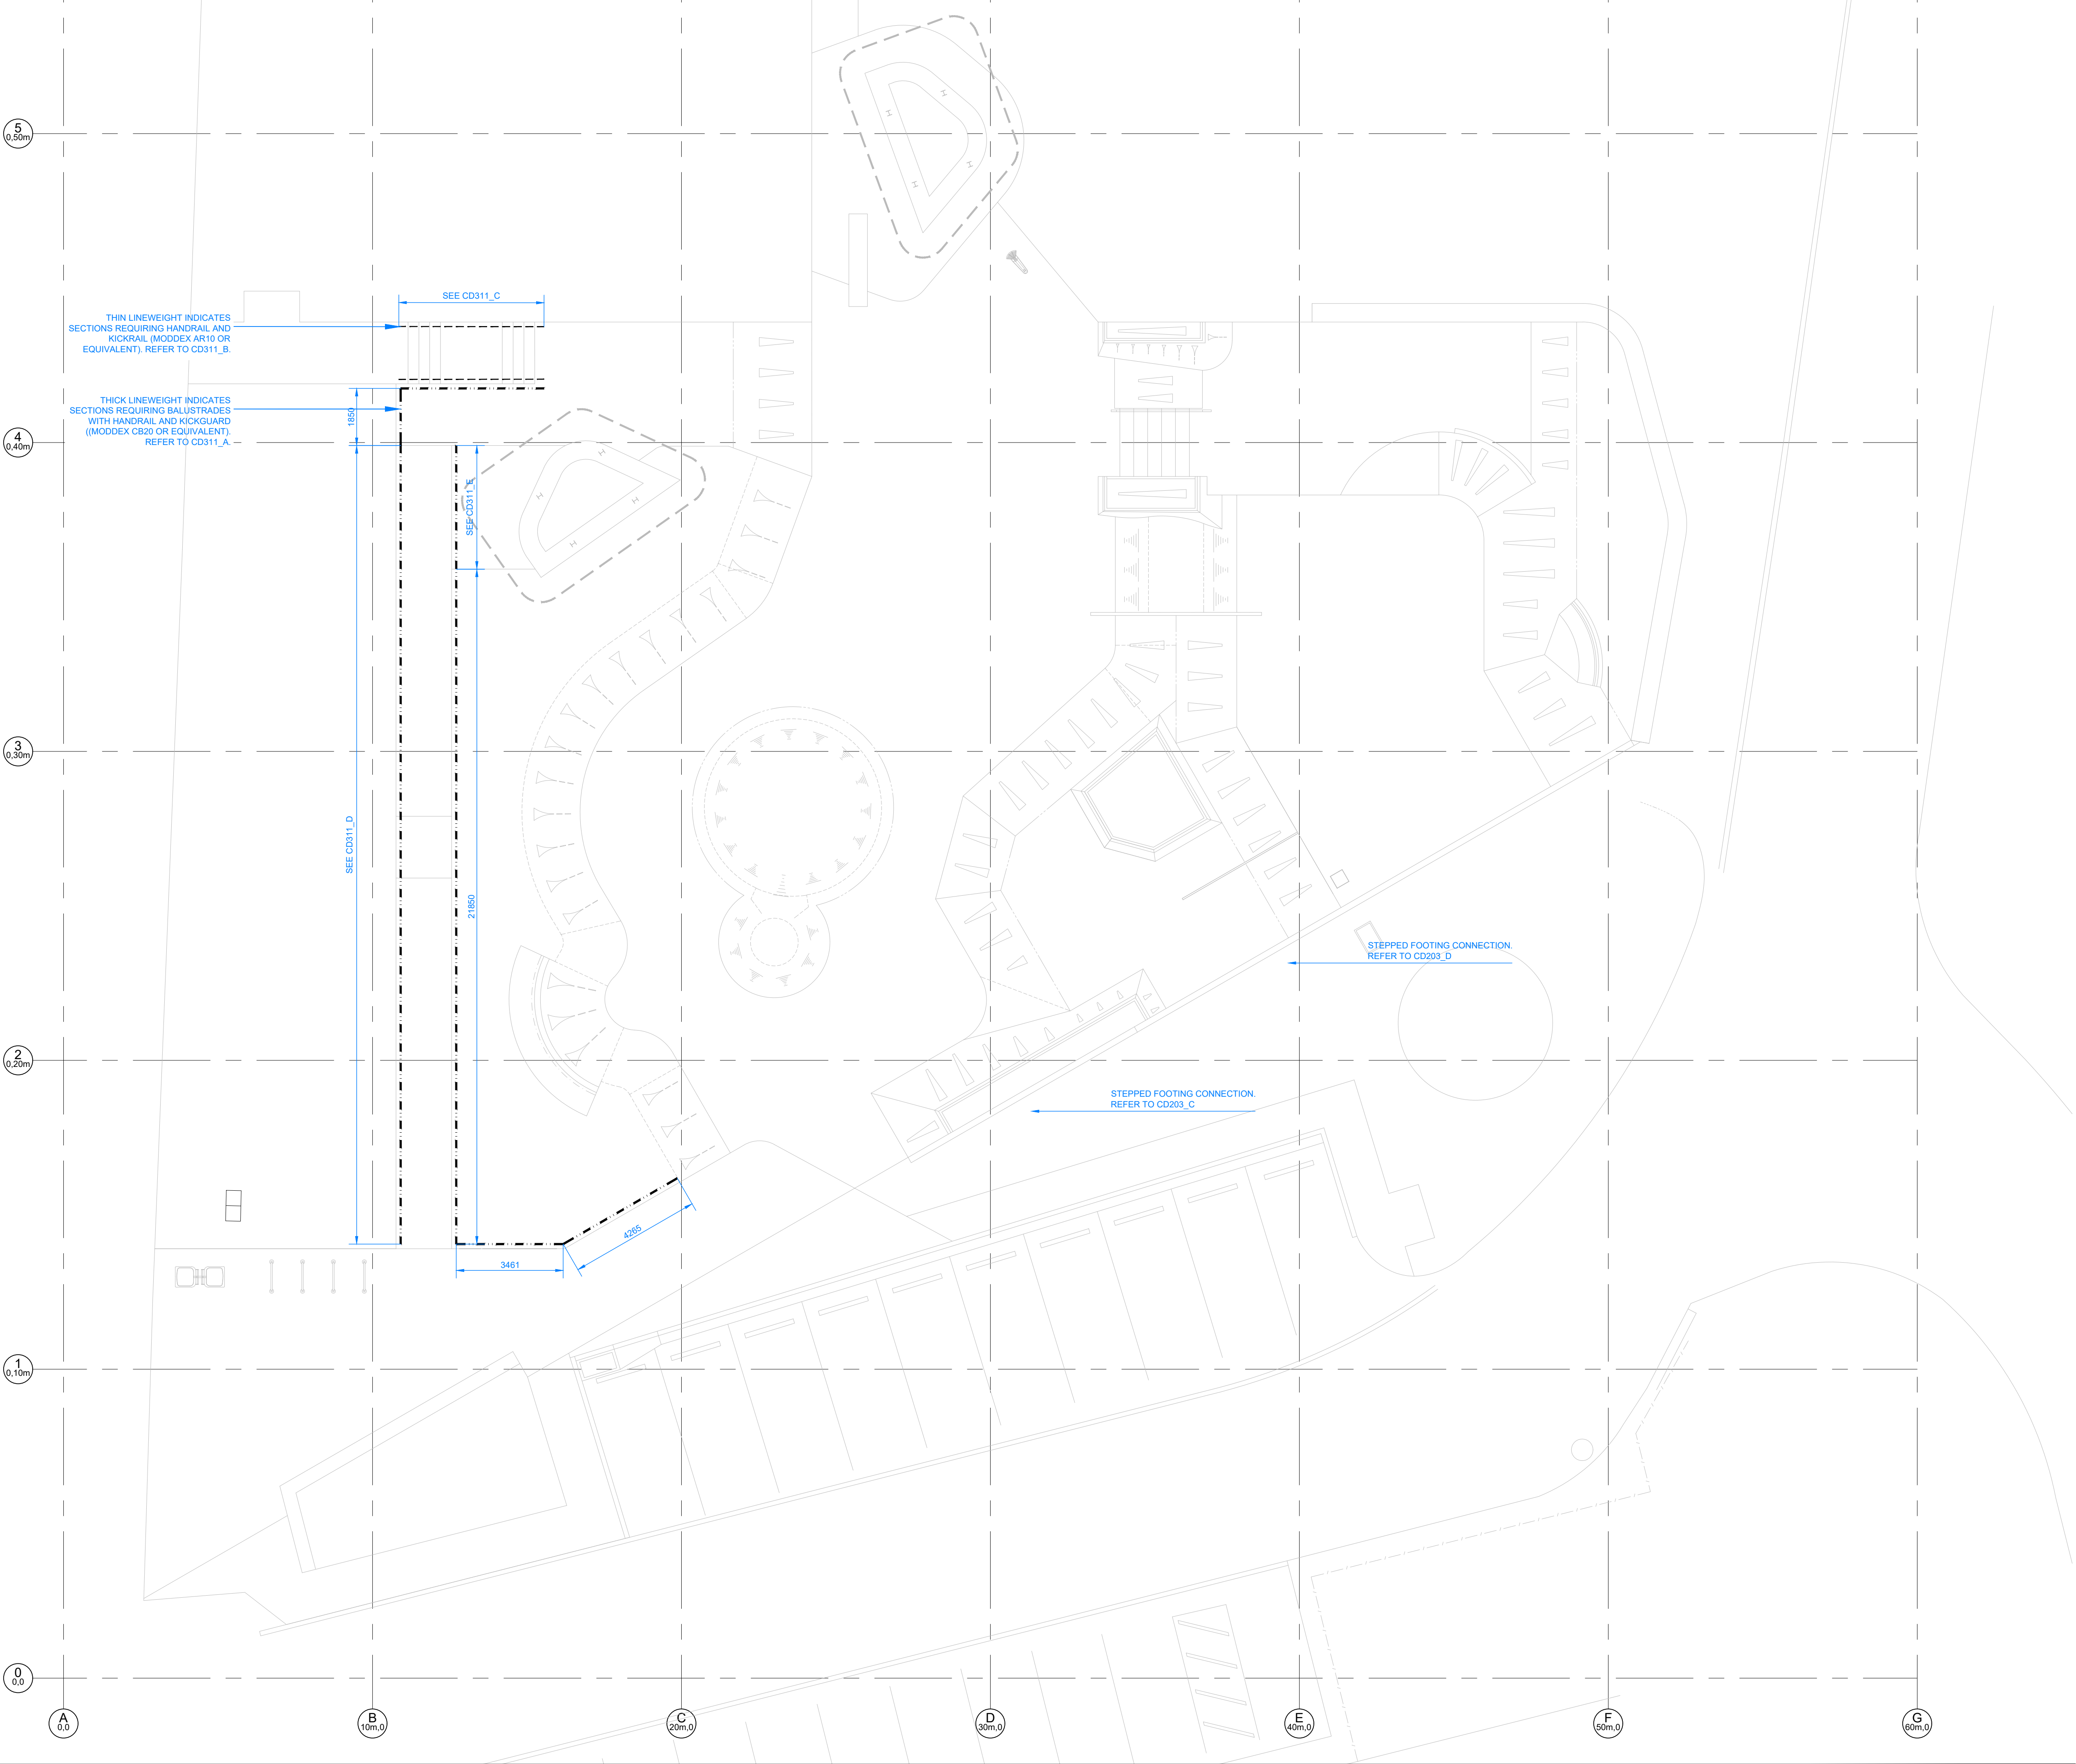 5
0,50m
SEE CD311_C
THIN LINEWEIGHT INDICATES
SECTIONS REQUIRING HANDRAIL AND
KICKRAIL (MODDEX AR10 OR
EQUIVALENT). REFER TO CD311_B.
THICK LINEWEIGHT INDICATES
SECTIONS REQUIRING BALUSTRADES
WITH HANDRAIL AND KICKGUARD
((MODDEX CB20 OR EQUIVALENT).
REFER TO CD311_A.
1850
4
0,40m
SEE CD311_E
3
0,30m
SEE CD311_D
21850
STEPPED FOOTING CONNECTION.
REFER TO CD203_D
2
0,20m
STEPPED FOOTING CONNECTION.
REFER TO CD203_C
4265
3461
1
0,10m
0
0,0
A
0,0
B
10m,0
C
20m,0
D
30m,0
E
40m,0
F
50m,0
G
60m,0